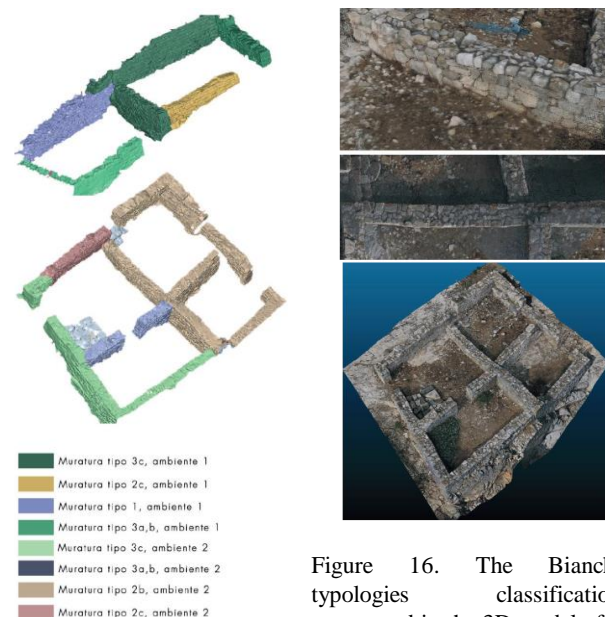 Muratura tipo 3c, ambiente 1
Muratura tipo 2c, ambiente 1
Muratura tipo 1, ambiente 1
Muratura tipo 3a,b, ambiente 1
Muratura tipo 3c, ambiente 2
Muratura tipo 3a,b, ambiente 2
Muratura tipo 2b, ambiente 2
Muratura tipo 2c, ambiente 2
Figure 16. The Bianch
typologies classificatio